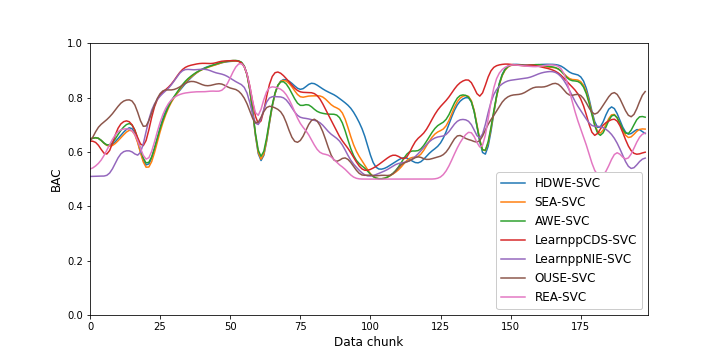 1.0
0.8
0.6
0.4
0.2
0.0
BAC
0
25
50
75
100
125
150
175
Data chunk
HDWE-SVC
SEA-SVC
AWE-SVC
LearnppCDS-SVC
LearnppNIE-SVC
OUSE-SVC
REA-SVC